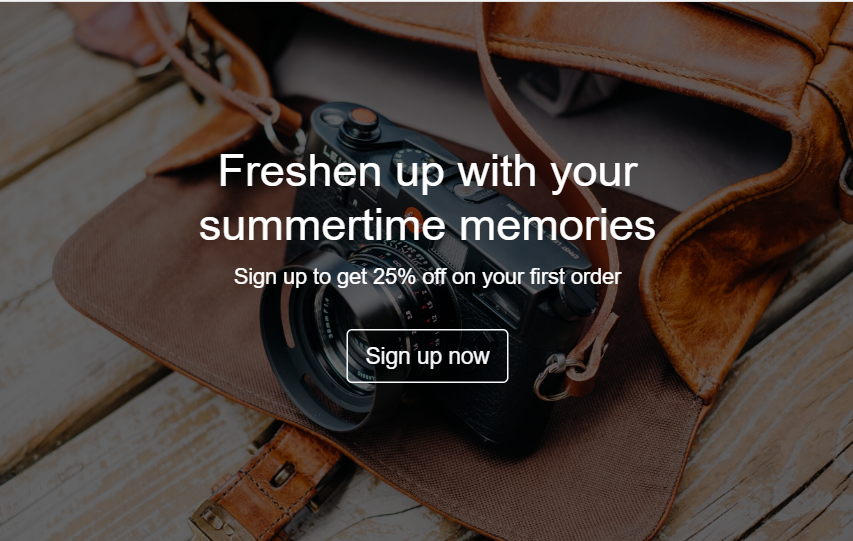 Freshen up with your
summertime memories
Sign up to get 25% off on your first order
Sign up now